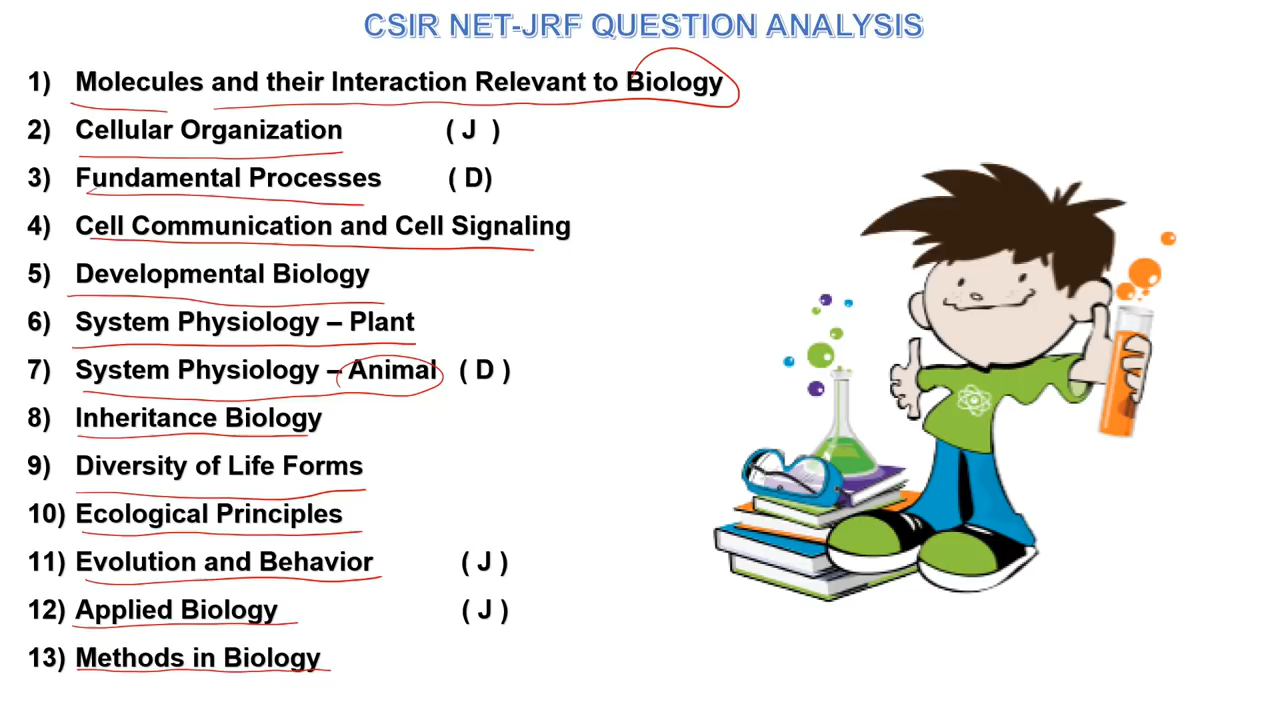 CSIR NET-JRF QUESTION ANALYSIS
1) Molecules and their Interaction Relevant to Biology
2) Cellular Organization ( J )
3) Fundamental Processes ( D)
4) Cell Communication and Cell Signaling
5) Developmental Biology
6) System Physiology – Plant
7) System Physiology – Animal ( D )
8) Inheritance Biology
9) Diversity of Life Forms
10) Ecological Principles
11) Evolution and Behavior ( J )
12) Applied Biology ( J )
13) Methods in Biology